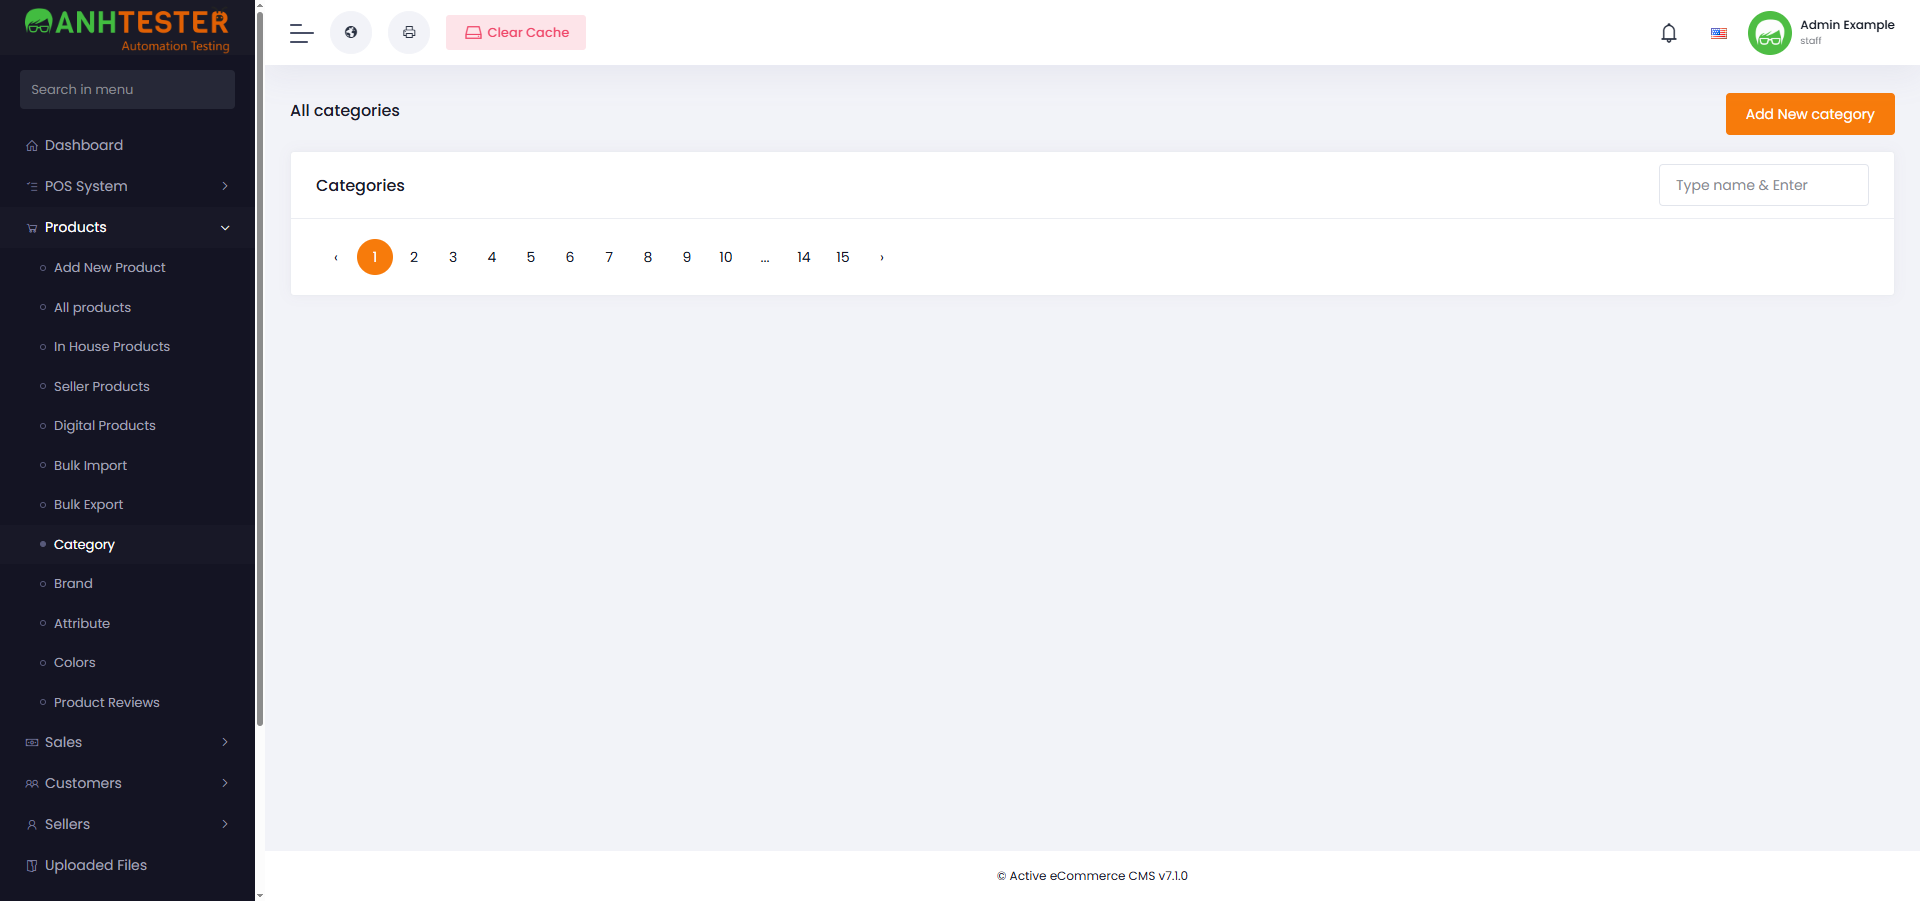 ANHTESTER
Automation Testing
Search in menu
Dashboard
POS System
Products
Add New Product
All products
In House Products
Seller Products
Digital Products
Bulk Import
Bulk Export
Category
Brand
Attribute
Colors
Product Reviews
Sales
Customers
Sellers
Uploaded Files
Clear Cache
Admin Example
staff
All categories
Add New category
Categories
Type name & Enter
‹ 1 2 3 4 5 6 7 8 9 10 ... 14 15 ›
© Active eCommerce CMS v7.1.0